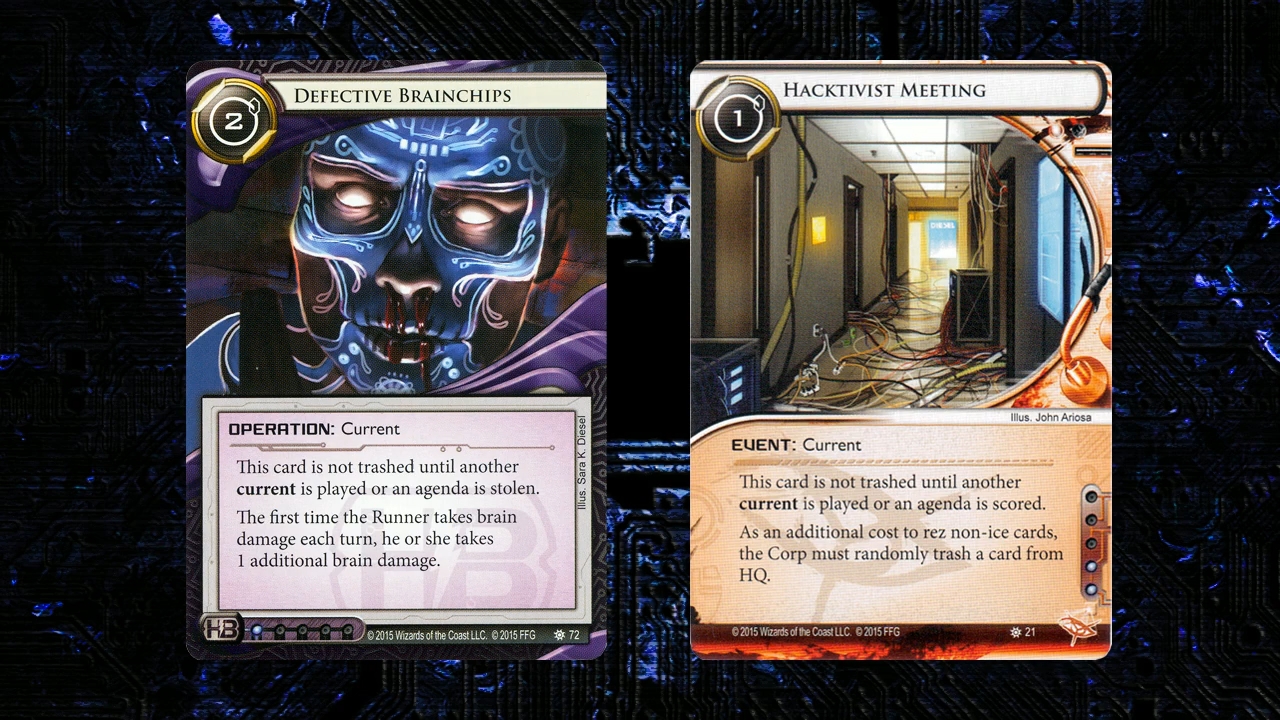 2
DEFECTIVE BRAINCHIPS
OPERATION: Current
This card is not trashed until another
current is played or an agenda is stolen.
The first time the Runner takes brain
damage each turn, he or she takes
1 additional brain damage.
Illus. Sara K. Diesel
HB
© 2015 Wizards of the Coast LLC. © 2015 FFG
72
1
HACKTIVIST MEETING
DIESEL
Illus. John Ariosa
EVENT: Current
This card is not trashed until another
current is played or an agenda is scored.
As an additional cost to rez non-ice cards,
the Corp must randomly trash a card from
HQ.
© 2015 Wizards of the Coast LLC. © 2015 FFG
21